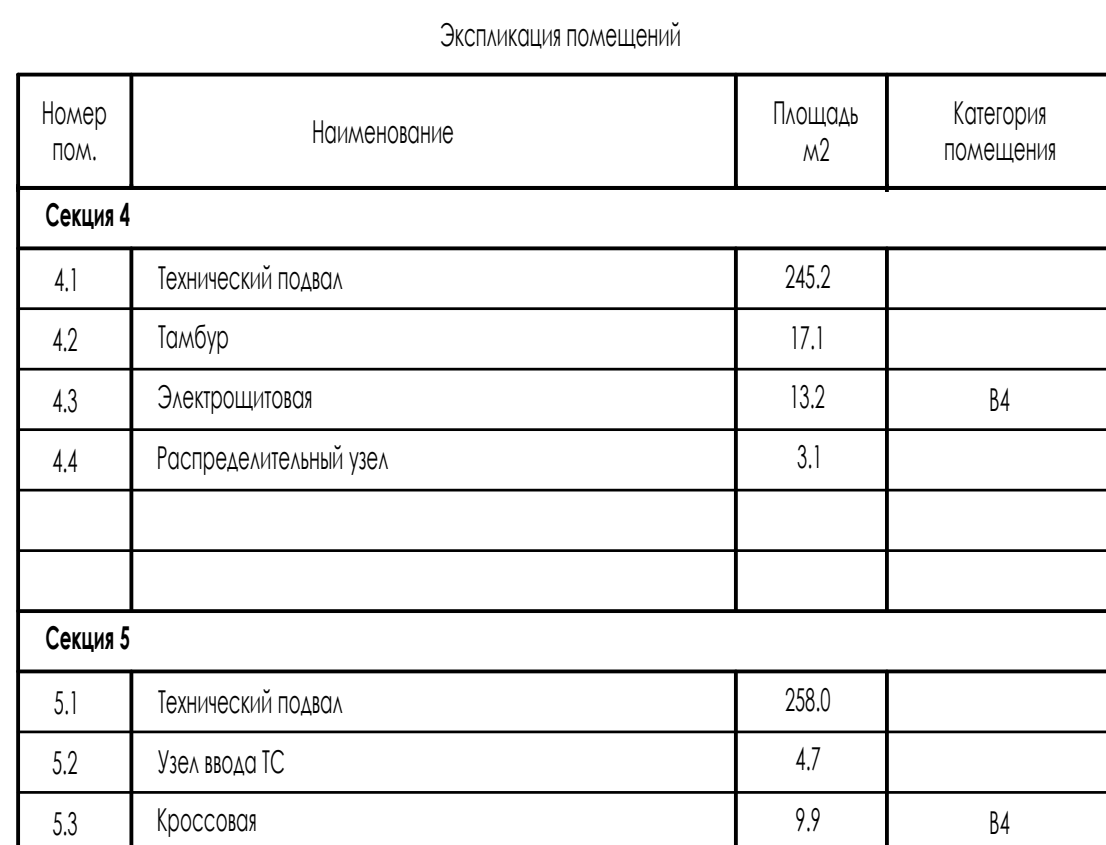 Экспликация помещений
Номер пом. Наименование Площадь м2 Категория помещения
Секция 4
4.1 Технический подвал 245.2
4.2 Тамбур 17.1
4.3 Электрощитовая 13.2 В4
4.4 Распределительный узел 3.1
Секция 5
5.1 Технический подвал 258.0
5.2 Узел ввода ТС 4.7
5.3 Кроссовая 9.9 В4